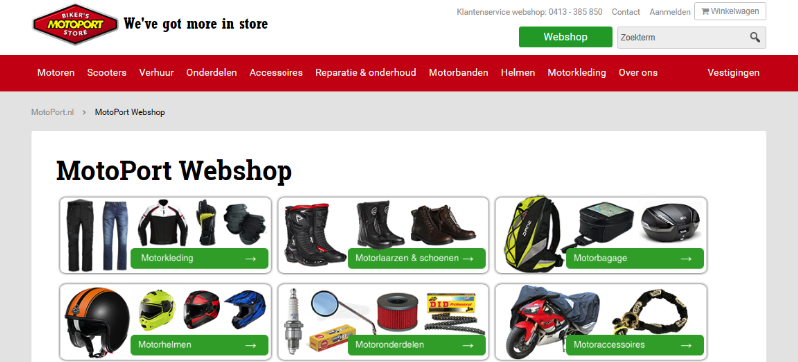 BIKER'S
MOTOPORT
STORE
We've got more in store
Klantenservice webshop: 0413 - 385 850 Contact Aanmelden Winkelwagen
Webshop Zoekterm
Motoren Scooters Verhuur Onderdelen Accessoires Reparatie & onderhoud Motorbanden Helmen Motorkleding Over ons Vestigingen
MotoPort.nl > MotoPort Webshop
MotoPort Webshop
Motorkleding →
Motorlaarzen & schoenen →
Motorbagage →
D.I.D
Motorhelmen →
Motoronderdelen →
Motoraccessoires →